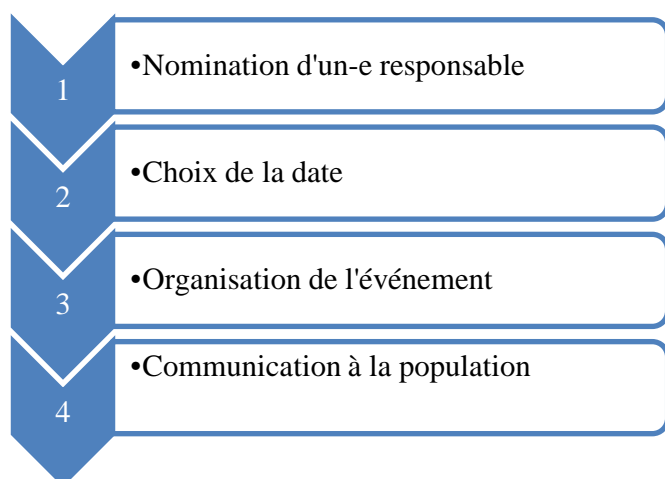 1
•Nomination d'un-e responsable
2
•Choix de la date
3
•Organisation de l'événement
4
•Communication à la population